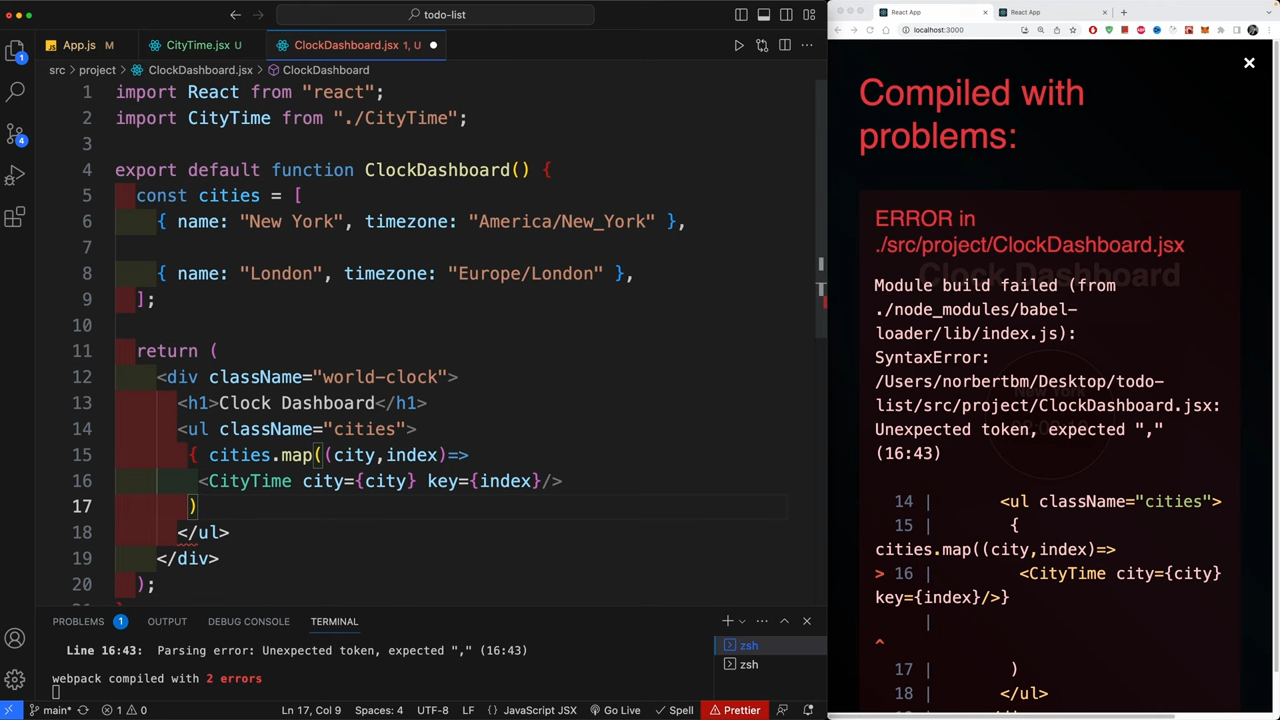 todo-list
App.js M
CityTime.jsx U
ClockDashboard.jsx 1, U
src > project > ClockDashboard.jsx > ClockDashboard
1 import React from "react";
2 import CityTime from "./CityTime";
3
4 export default function ClockDashboard() {
5 const cities = [
6 { name: "New York", timezone: "America/New_York" },
7
8 { name: "London", timezone: "Europe/London" },
9 ];
10
11 return (
12 <div className="world-clock">
13 <h1>Clock Dashboard</h1>
14 <ul className="cities">
15 { cities.map((city,index)=>
16 <CityTime city={city} key={index}/>
17 )
18 </ul>
19 </div>
20 );
PROBLEMS 1 OUTPUT DEBUG CONSOLE TERMINAL
Line 16:43: Parsing error: Unexpected token, expected "," (16:43)
webpack compiled with 2 errors
zsh
zsh
1
4
main* 1 0 Ln 17, Col 9 Spaces: 4 UTF-8 LF {} JavaScript JSX Go Live Spell Prettier
React App
React App
localhost:3000
Compiled with
problems:
ERROR in
./src/project/ClockDashboard.jsx
Clock Dashboard
Module build failed (from
./node_modules/babel-
loader/lib/index.js):
SyntaxError:
/Users/norbertbm/Desktop/todo-
list/src/project/ClockDashboard.jsx:
New York
Unexpected token, expected ","
(16:43)
14 | <ul className="cities">
15 | {
cities.map((city,index)=>
> 16 | <CityTime city={city}
key={index}/>}
|
^
17 | )
18 | </ul>